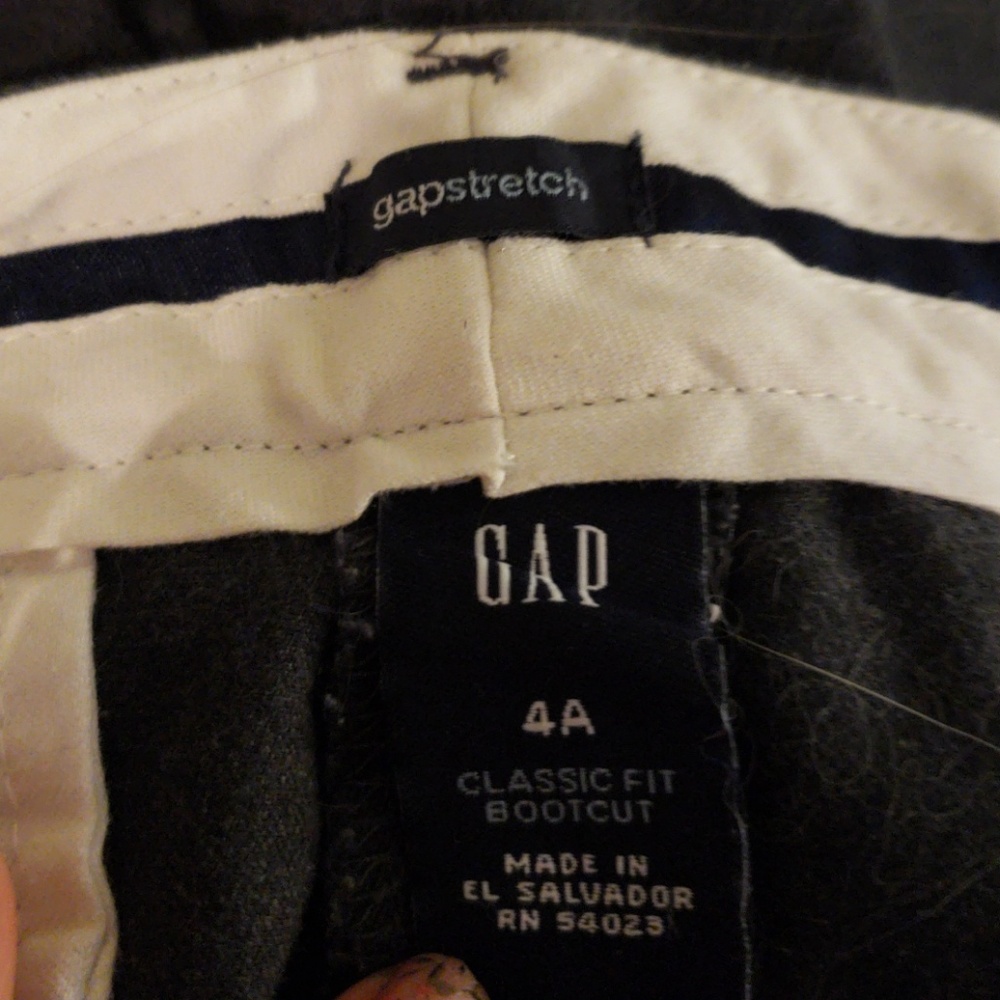 gapstretch
GAP
4A
CLASSIC FIT
BOOTCUT
MADE IN
EL SALVADOR
RN 54023